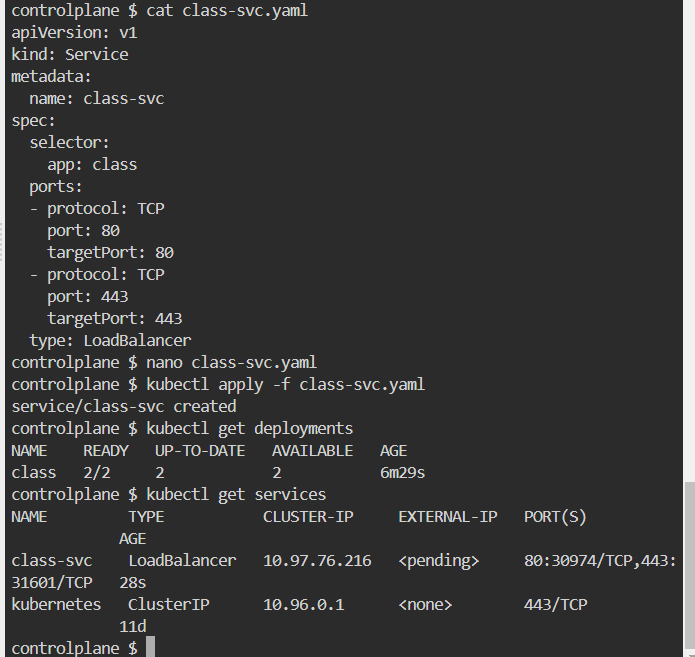 controlplane $ cat class-svc.yaml
apiVersion: v1
kind: Service
metadata:
  name: class-svc
spec:
  selector:
    app: class
  ports:
  - protocol: TCP
    port: 80
    targetPort: 80
  - protocol: TCP
    port: 443
    targetPort: 443
  type: LoadBalancer
controlplane $ nano class-svc.yaml
controlplane $ kubectl apply -f class-svc.yaml
service/class-svc created
controlplane $ kubectl get deployments
NAME    READY   UP-TO-DATE   AVAILABLE   AGE
class   2/2     2            2           6m29s
controlplane $ kubectl get services
NAME         TYPE           CLUSTER-IP     EXTERNAL-IP   PORT(S)
            AGE
class-svc    LoadBalancer   10.97.76.216   <pending>     80:30974/TCP,443:
31601/TCP   28s
kubernetes   ClusterIP      10.96.0.1      <none>        443/TCP
            11d
controlplane $